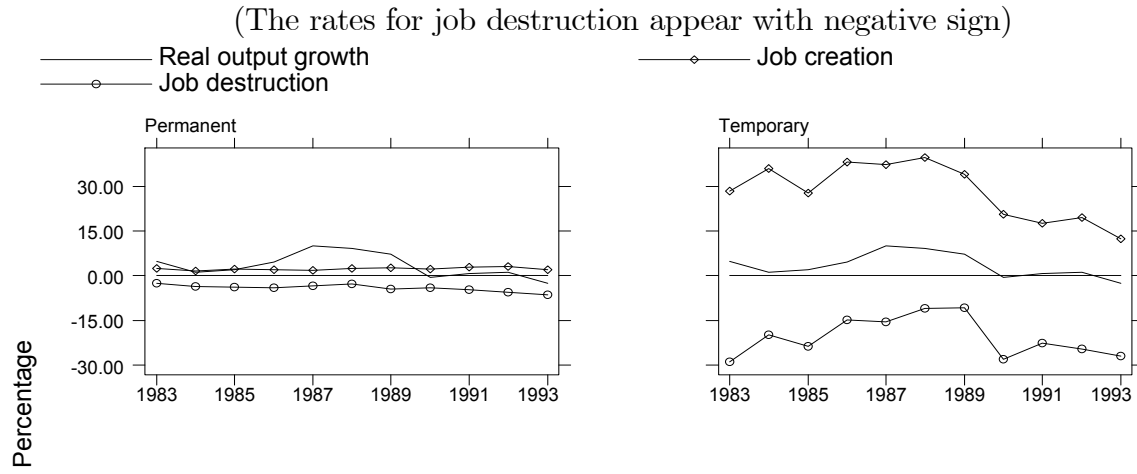 (The rates for job destruction appear with negative sign)
Real output growth
Job creation
Job destruction
Percentage
Permanent
30.00
15.00
0.00
-15.00
-30.00
1983 1985 1987 1989 1991 1993
Temporary
1983 1985 1987 1989 1991 1993